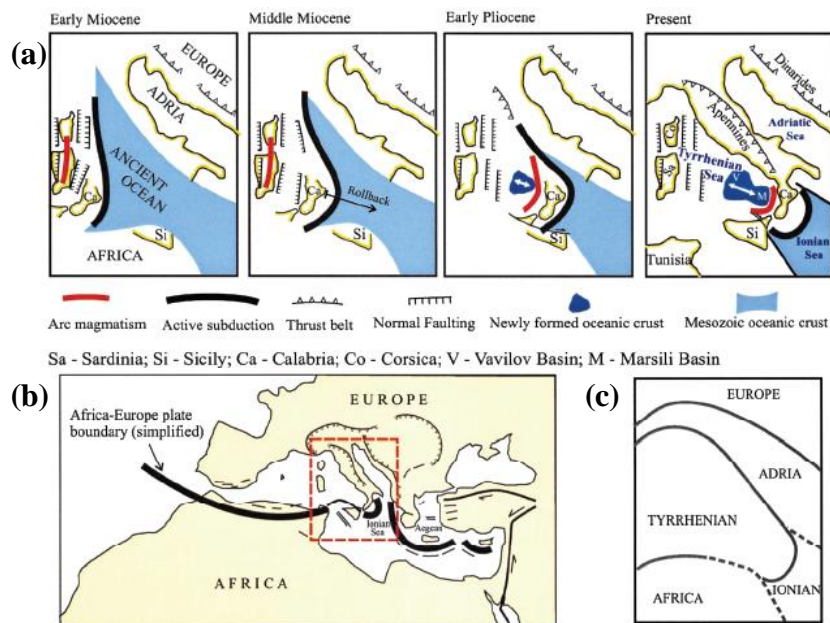 Early Miocene
Middle Miocene
Early Pliocene
Present
(a)
EUROPE
ADRIA
ANCIENT
OCEAN
Ca
Si
AFRICA
Ca
Rollback
Si
Ca
Si
Dinarides
Apennines
Adriatic
Sea
Co
Sa
Tyrrhenian
Sea
V
M
Ca
Si
Ionian
Sea
Tunisia
Arc magmatism
Active subduction
Thrust belt
Normal Faulting
Newly formed oceanic crust
Mesozoic oceanic crust
Sa - Sardinia; Si - Sicily; Ca - Calabria; Co - Corsica; V - Vavilov Basin; M - Marsili Basin
(b)
Africa-Europe plate
boundary (simplified)
EUROPE
Ionian
Sea
Aegean
AFRICA
(c)
EUROPE
ADRIA
TYRRHENIAN
IONIAN
AFRICA